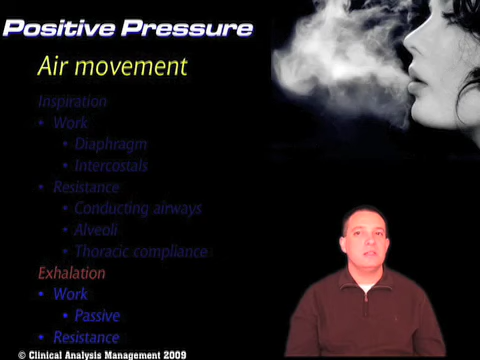 Positive Pressure
Air movement
Inspiration
• Work
• Diaphragm
• Intercostals
• Resistance
• Conducting airways
• Alveoli
• Thoracic compliance
Exhalation
• Work
• Passive
• Resistance
© Clinical Analysis Management 2009